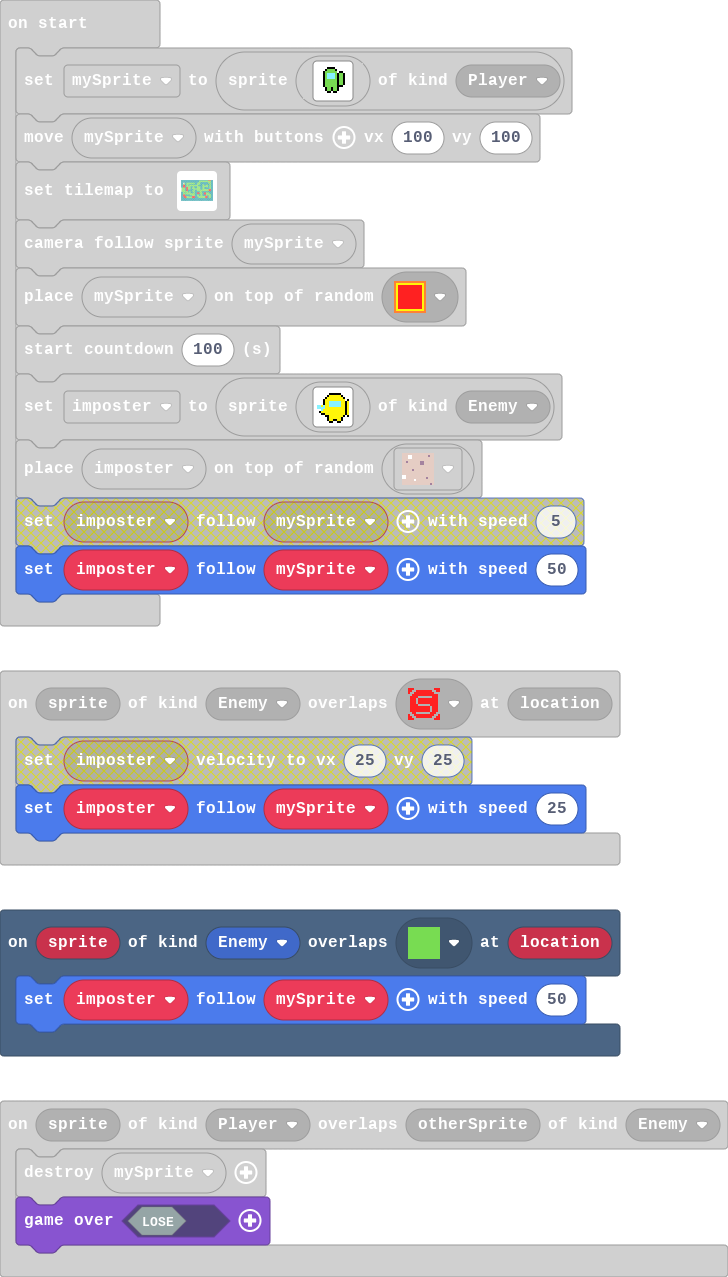 on start
set mySprite to sprite of kind Player
move mySprite with buttons vx 100 vy 100
set tilemap to
camera follow sprite mySprite
place mySprite on top of random
start countdown 100 (s)
set imposter to sprite of kind Enemy
place imposter on top of random
set imposter follow mySprite with speed 5
set imposter follow mySprite with speed 50
on sprite of kind Enemy overlaps at location
set imposter velocity to vx 25 vy 25
set imposter follow mySprite with speed 25
on sprite of kind Enemy overlaps at location
set imposter follow mySprite with speed 50
on sprite of kind Player overlaps otherSprite of kind Enemy
destroy mySprite
game over LOSE